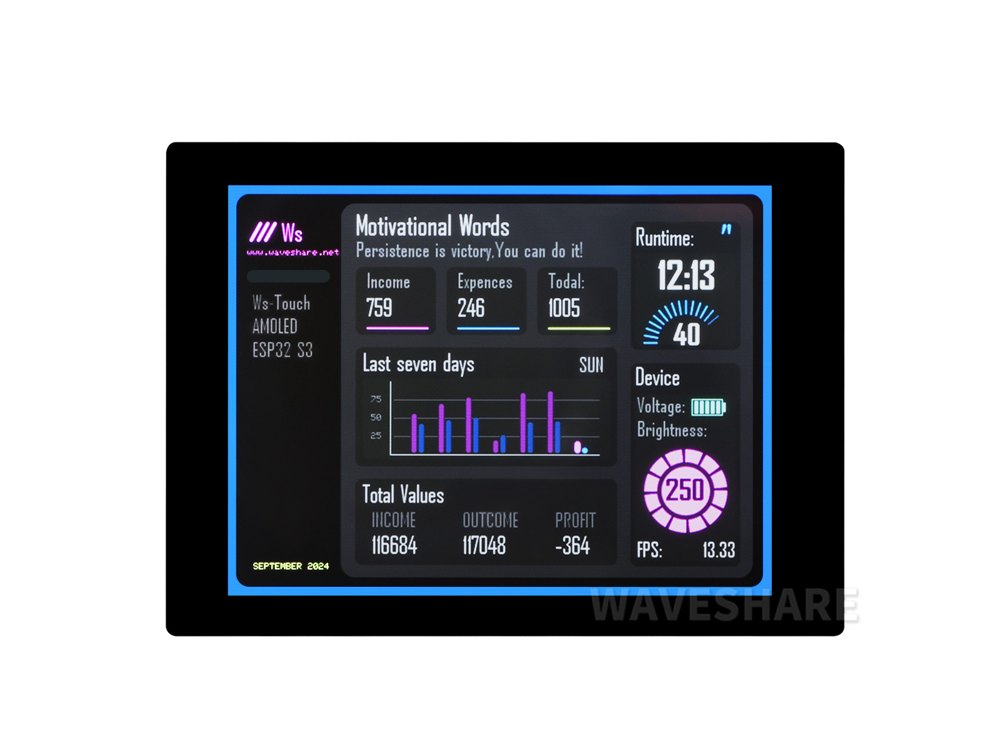 Ws
www.waveshare.net
Ws-Touch
AMOLED
ESP32 S3
SEPTEMBER 2024
Motivational Words
Persistence is victory,You can do it!
Income
759
Expences
246
Todal:
1005
Last seven days
SUN
75
50
25
Total Values
INCOME OUTCOME PROFIT
116684 117048 -364
Runtime:
12:13
40
Device
Voltage:
Brightness:
250
FPS: 13.33
WAVESHARE